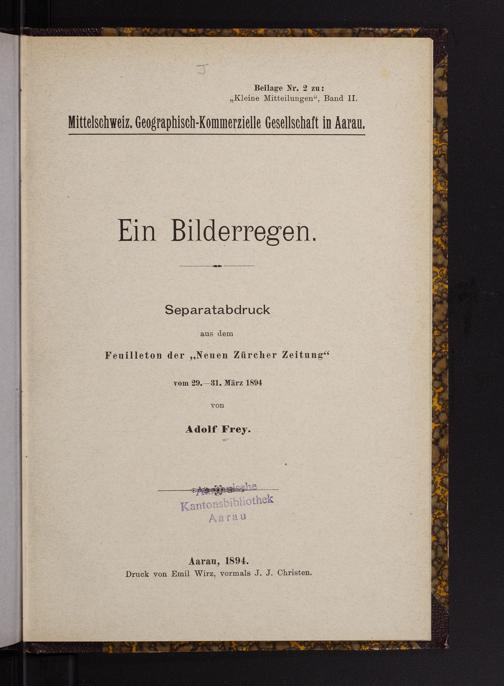 Beilage Nr. 2 zu:
„Kleine Mitteilungen“, Band II.
Mittelschweiz. Geographisch-Kommerzielle Gesellschaft in Aarau.
Ein Bilderregen.
Separatabdruck
aus dem
Feuilleton der „Neuen Zürcher Zeitung“
vom 29.—31. März 1894
von
Adolf Frey.
Aargauische
Kantonsbibliothek
Aarau
Aarau, 1894.
Druck von Emil Wirz, vormals J. J. Christen.